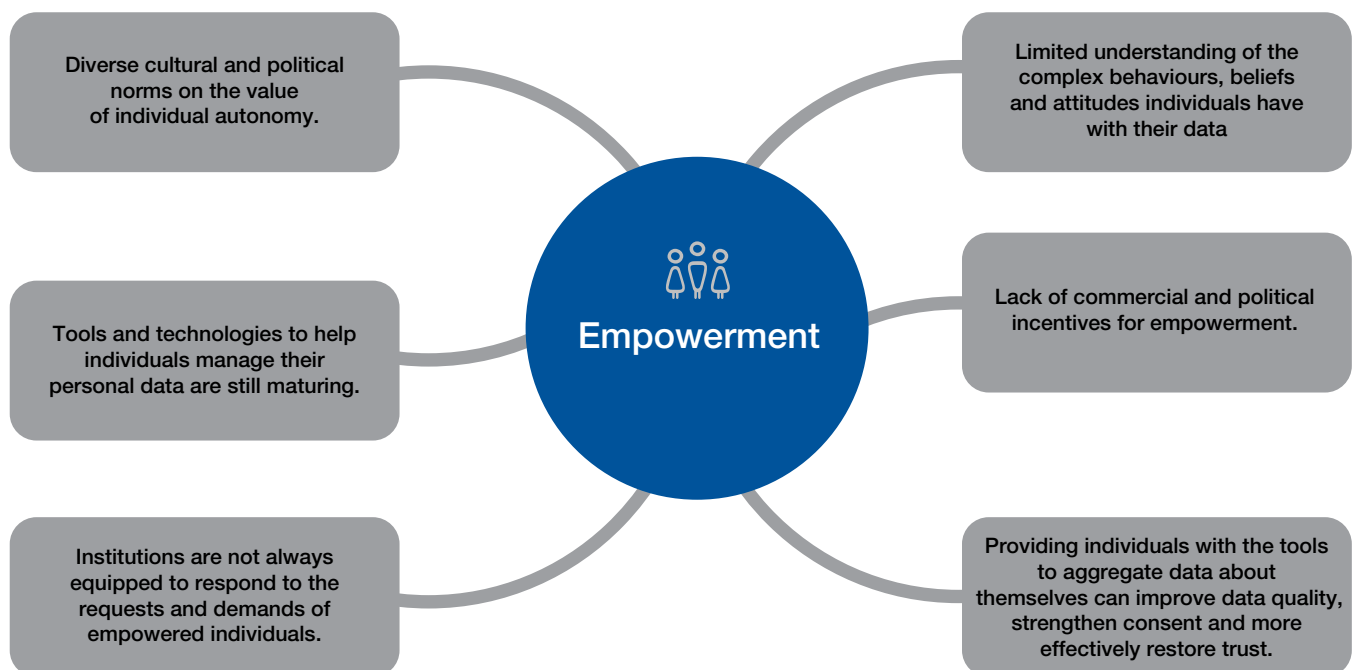 Diverse cultural and political
norms on the value
of individual autonomy.
Limited understanding of the
complex behaviours, beliefs
and attitudes individuals have
with their data
Empowerment
Tools and technologies to help
individuals manage their
personal data are still maturing.
Lack of commercial and political
incentives for empowerment.
Institutions are not always
equipped to respond to the
requests and demands of
empowered individuals.
Providing individuals with the tools
to aggregate data about
themselves can improve data quality,
strengthen consent and more
effectively restore trust.